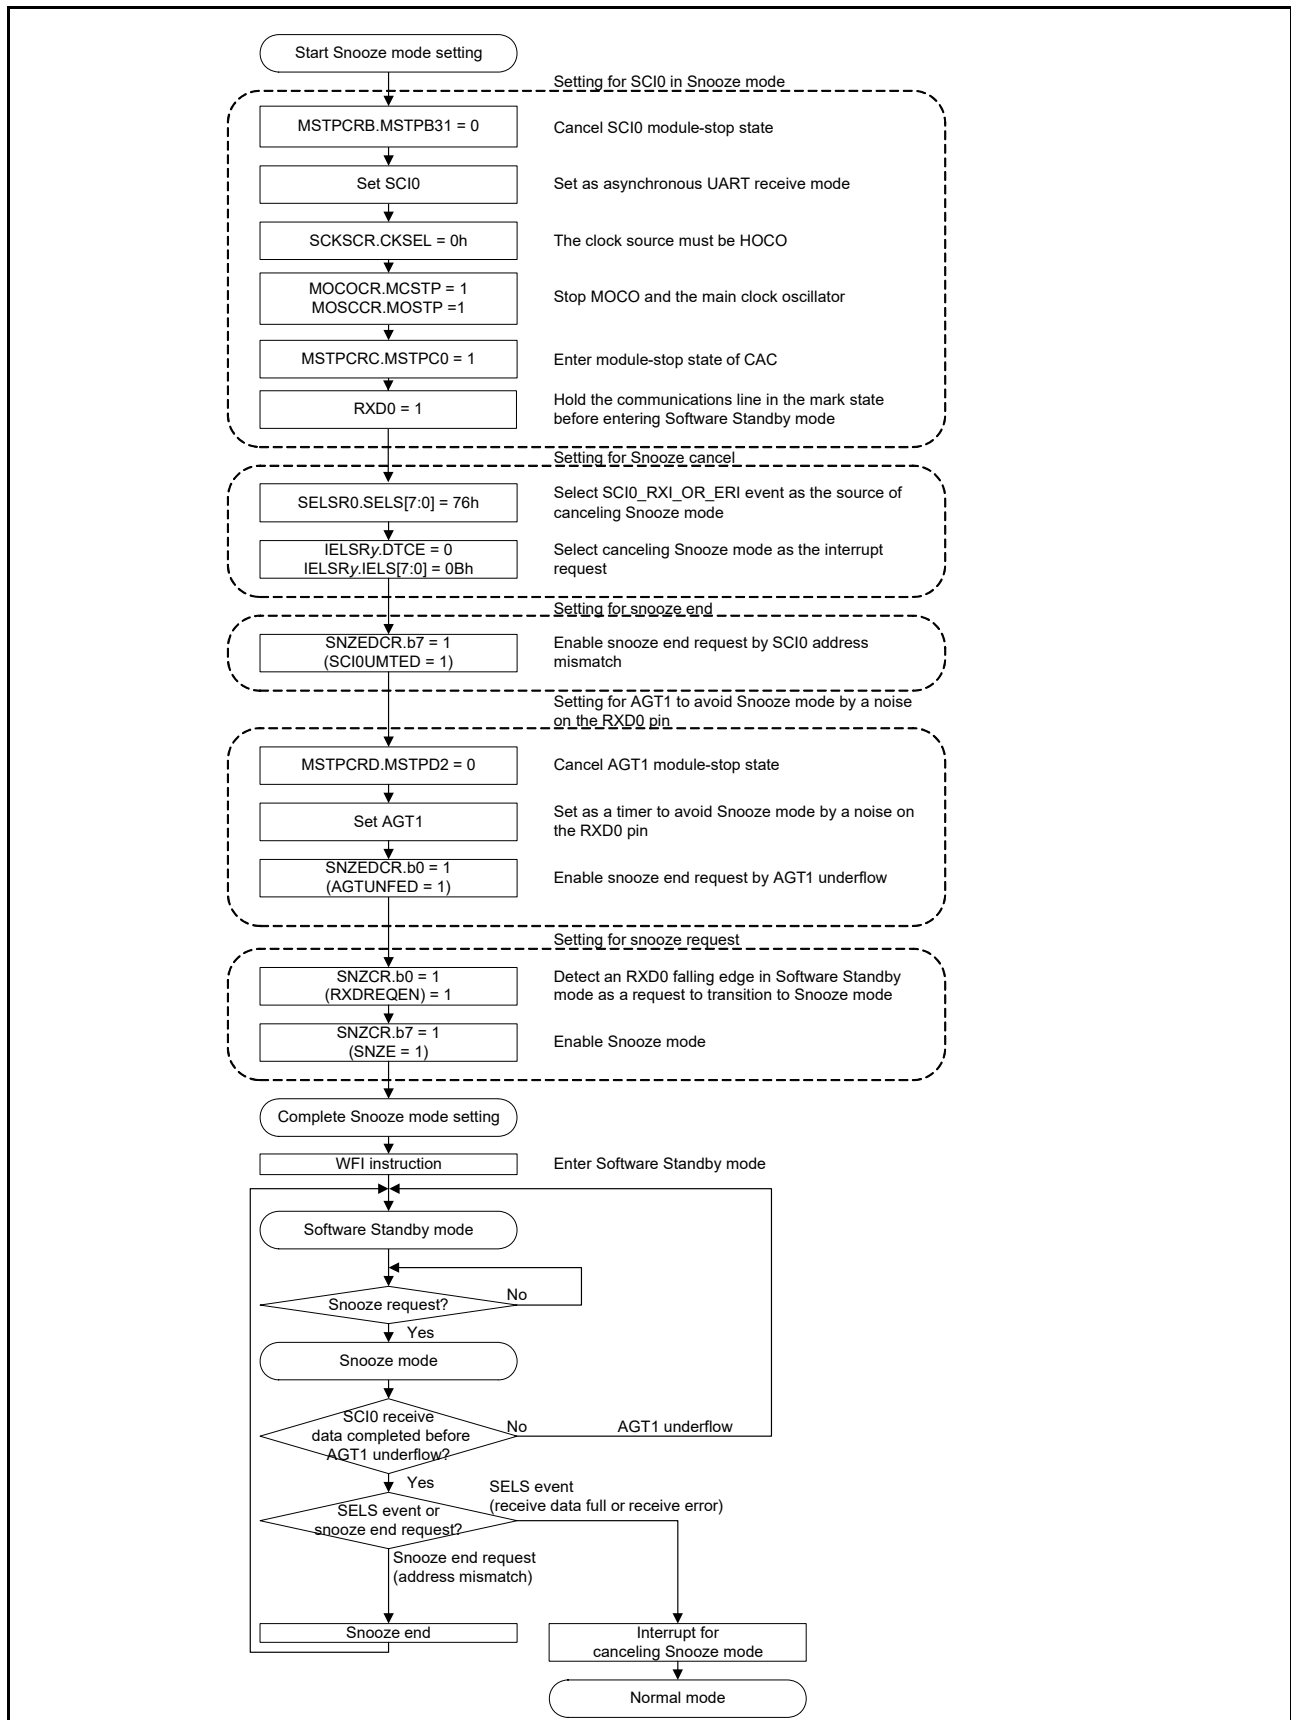 Start Snooze mode setting
Setting for SCI0 in Snooze mode
MSTPCRB.MSTPB31 = 0
Cancel SCI0 module-stop state
Set SCI0
Set as asynchronous UART receive mode
SCKSCR.CKSEL = 0h
The clock source must be HOCO
MOCOCR.MCSTP = 1
MOSCCR.MOSTP =1
Stop MOCO and the main clock oscillator
MSTPCRC.MSTPC0 = 1
Enter module-stop state of CAC
RXD0 = 1
Hold the communications line in the mark state
before entering Software Standby mode
Setting for Snooze cancel
SELSR0.SELS[7:0] = 76h
Select SCI0_RXI_OR_ERI event as the source of
canceling Snooze mode
IELSRy.DTCE = 0
IELSRy.IELS[7:0] = 0Bh
Select canceling Snooze mode as the interrupt
request
Setting for snooze end
SNZEDCR.b7 = 1
(SCI0UMTED = 1)
Enable snooze end request by SCI0 address
mismatch
Setting for AGT1 to avoid Snooze mode by a noise
on the RXD0 pin
MSTPCRD.MSTPD2 = 0
Cancel AGT1 module-stop state
Set AGT1
Set as a timer to avoid Snooze mode by a noise on
the RXD0 pin
SNZEDCR.b0 = 1
(AGTUNFED = 1)
Enable snooze end request by AGT1 underflow
Setting for snooze request
SNZCR.b0 = 1
(RXDREQEN) = 1
Detect an RXD0 falling edge in Software Standby
mode as a request to transition to Snooze mode
SNZCR.b7 = 1
(SNZE = 1)
Enable Snooze mode
Complete Snooze mode setting
WFI instruction
Enter Software Standby mode
Software Standby mode
Snooze request?
No
Yes
Snooze mode
SCI0 receive
data completed before
AGT1 underflow?
No
AGT1 underflow
Yes
SELS event
(receive data full or receive error)
SELS event or
snooze end request?
Snooze end request
(address mismatch)
Snooze end
Interrupt for
canceling Snooze mode
Normal mode